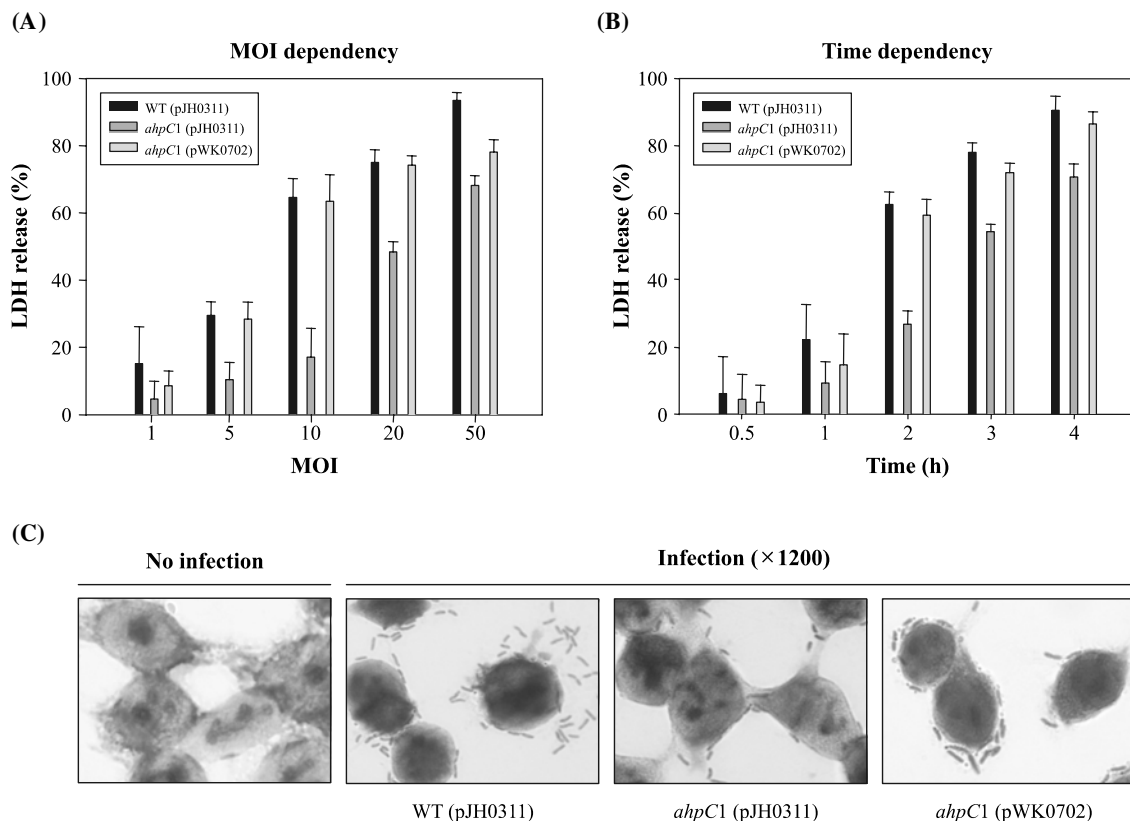 (A)
MOI dependency
LDH release (%)
100
80
60
40
20
0
WT (pJH0311)
ahpC1 (pJH0311)
ahpC1 (pWK0702)
1 5 10 20 50
MOI
(B)
Time dependency
LDH release (%)
100
80
60
40
20
0
WT (pJH0311)
ahpC1 (pJH0311)
ahpC1 (pWK0702)
0.5 1 2 3 4
Time (h)
(C)
No infection Infection (×1200)
WT (pJH0311) ahpC1 (pJH0311) ahpC1 (pWK0702)